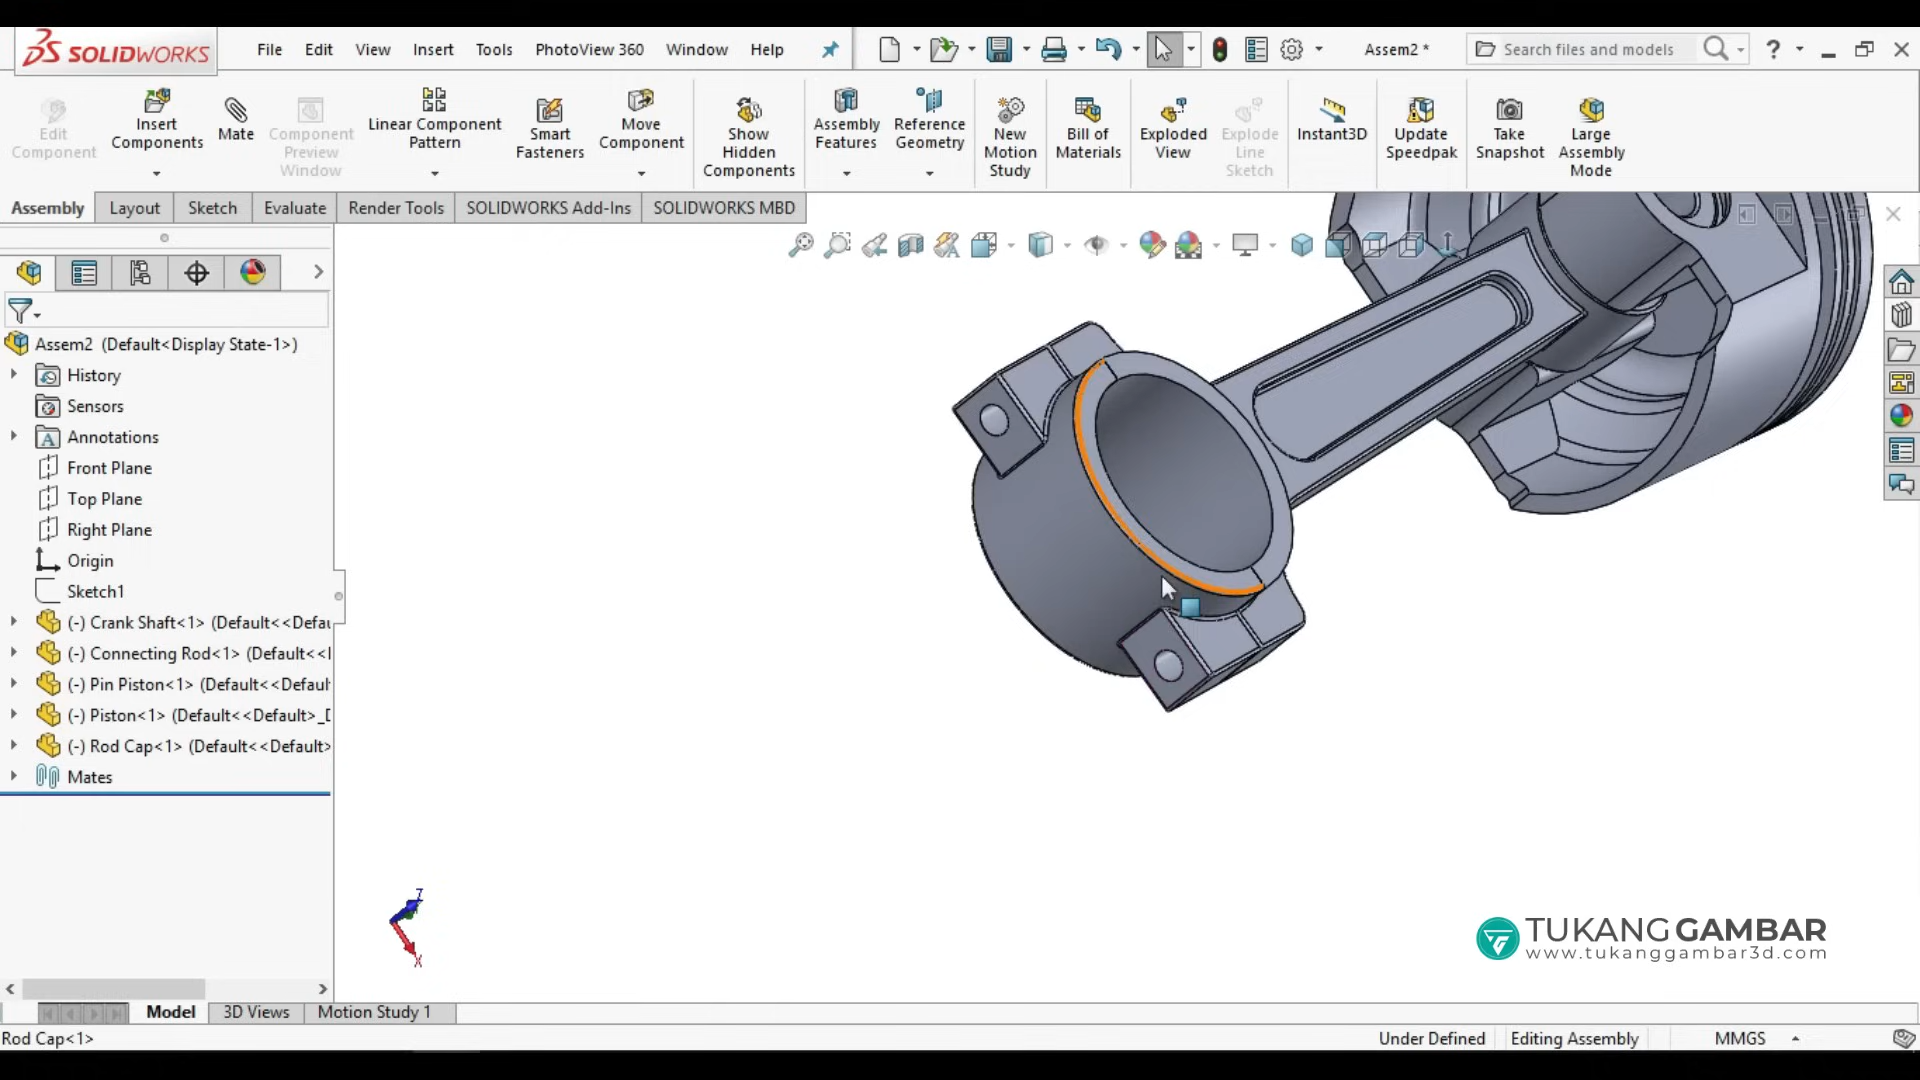 SOLIDWORKS
File Edit View Insert Tools PhotoView 360 Window Help
Assem2 *
Search files and models
?
Edit Component
Insert Components
Mate
Component Preview Window
Linear Component Pattern
Smart Fasteners
Move Component
Show Hidden Components
Assembly Features
Reference Geometry
New Motion Study
Bill of Materials
Exploded View
Explode Line Sketch
Instant3D
Update Speedpak
Take Snapshot
Large Assembly Mode
Assembly Layout Sketch Evaluate Render Tools SOLIDWORKS Add-Ins SOLIDWORKS MBD
Assem2 (Default<Display State-1>)
History
Sensors
Annotations
Front Plane
Top Plane
Right Plane
Origin
Sketch1
(-) Crank Shaft<1> (Default<<Defau
(-) Connecting Rod<1> (Default<<
(-) Pin Piston<1> (Default<<Defaul
(-) Piston<1> (Default<<Default>_D
(-) Rod Cap<1> (Default<<Default>
Mates
Z
X
TUKANGGAMBAR
www.tukanggambar3d.com
Model 3D Views Motion Study 1
Rod Cap<1>
Under Defined Editing Assembly MMGS